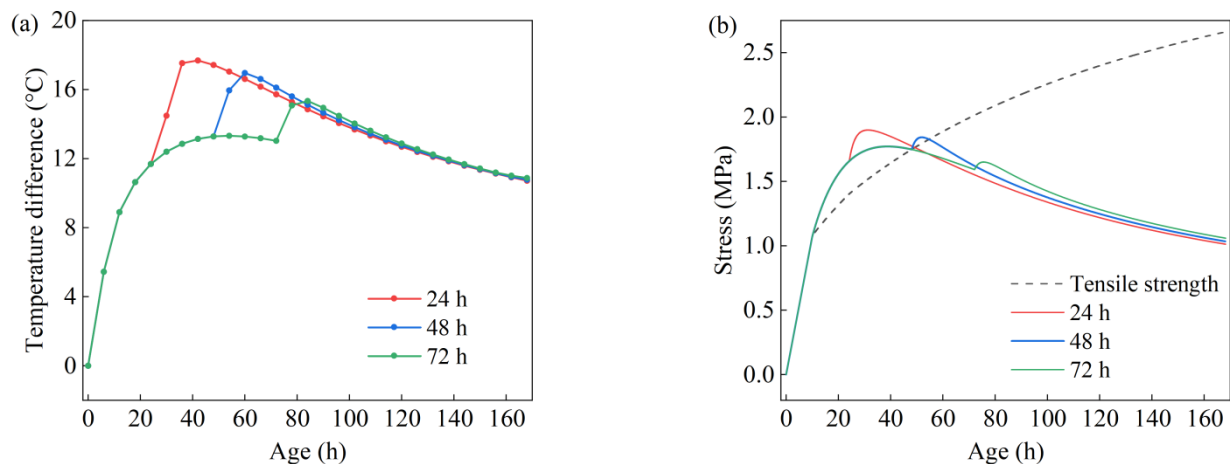 (a)
20
16
12
8
4
0
Temperature difference (°C)
24 h
48 h
72 h
0 20 40 60 80 100 120 140 160
Age (h)
(b)
2.5
2.0
1.5
1.0
0.5
0.0
Stress (MPa)
Tensile strength
24 h
48 h
72 h
0 20 40 60 80 100 120 140 160
Age (h)